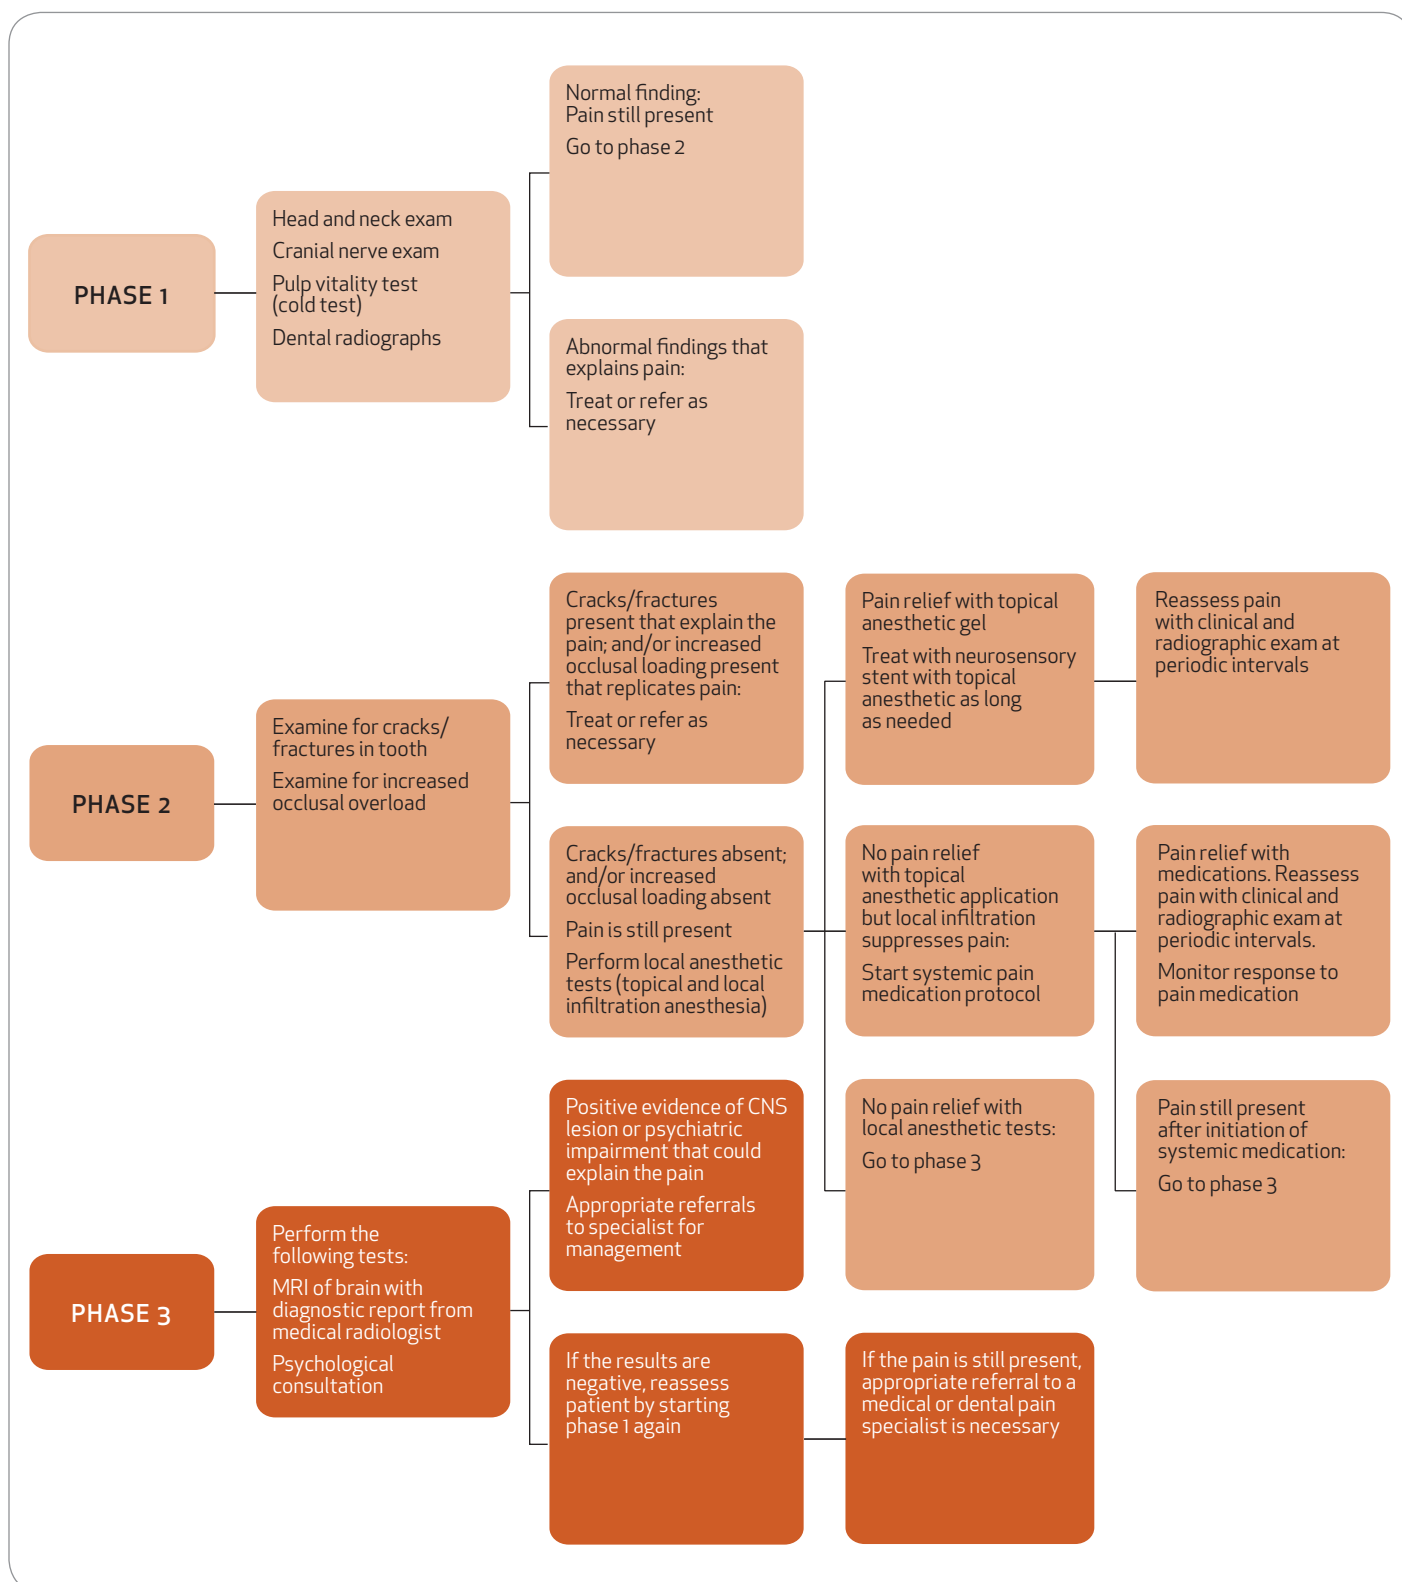 PHASE 1
Head and neck exam
Cranial nerve exam
Pulp vitality test
(cold test)
Dental radiographs
Normal finding:
Pain still present
Go to phase 2
Abnormal findings that
explains pain:
Treat or refer as
necessary
PHASE 2
Examine for cracks/
fractures in tooth
Examine for increased
occlusal overload
Cracks/fractures
present that explain the
pain; and/or increased
occlusal loading present
that replicates pain:
Treat or refer as
necessary
Cracks/fractures absent;
and/or increased
occlusal loading absent
Pain is still present
Perform local anesthetic
tests (topical and local
infiltration anesthesia)
Pain relief with topical
anesthetic gel
Treat with neurosensory
stent with topical
anesthetic as long
as needed
Reassess pain
with clinical and
radiographic exam at
periodic intervals
No pain relief
with topical
anesthetic application
but local infiltration
suppresses pain:
Start systemic pain
medication protocol
Pain relief with
medications. Reassess
pain with clinical and
radiographic exam at
periodic intervals.
Monitor response to
pain medication
No pain relief with
local anesthetic tests:
Go to phase 3
Pain still present
after initiation of
systemic medication:
Go to phase 3
PHASE 3
Perform the
following tests:
MRI of brain with
diagnostic report from
medical radiologist
Psychological
consultation
Positive evidence of CNS
lesion or psychiatric
impairment that could
explain the pain
Appropriate referrals
to specialist for
management
If the results are
negative, reassess
patient by starting
phase 1 again
If the pain is still present,
appropriate referral to a
medical or dental pain
specialist is necessary